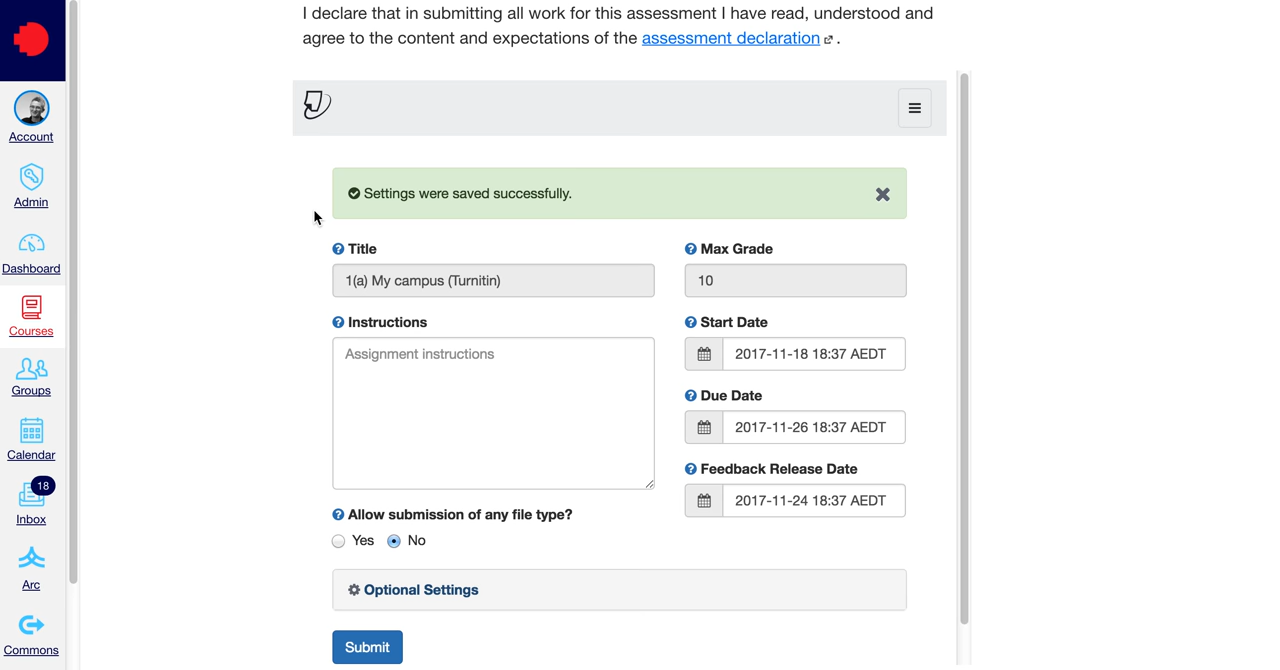 I declare that in submitting all work for this assessment I have read, understood and
agree to the content and expectations of the assessment declaration .
Account
Admin
Dashboard
Courses
Groups
Calendar
18
Inbox
Arc
Commons
Settings were saved successfully.
Title
1(a) My campus (Turnitin)
Max Grade
10
Instructions
Assignment instructions
Start Date
2017-11-18 18:37 AEDT
Due Date
2017-11-26 18:37 AEDT
Feedback Release Date
2017-11-24 18:37 AEDT
Allow submission of any file type?
Yes No
Optional Settings
Submit